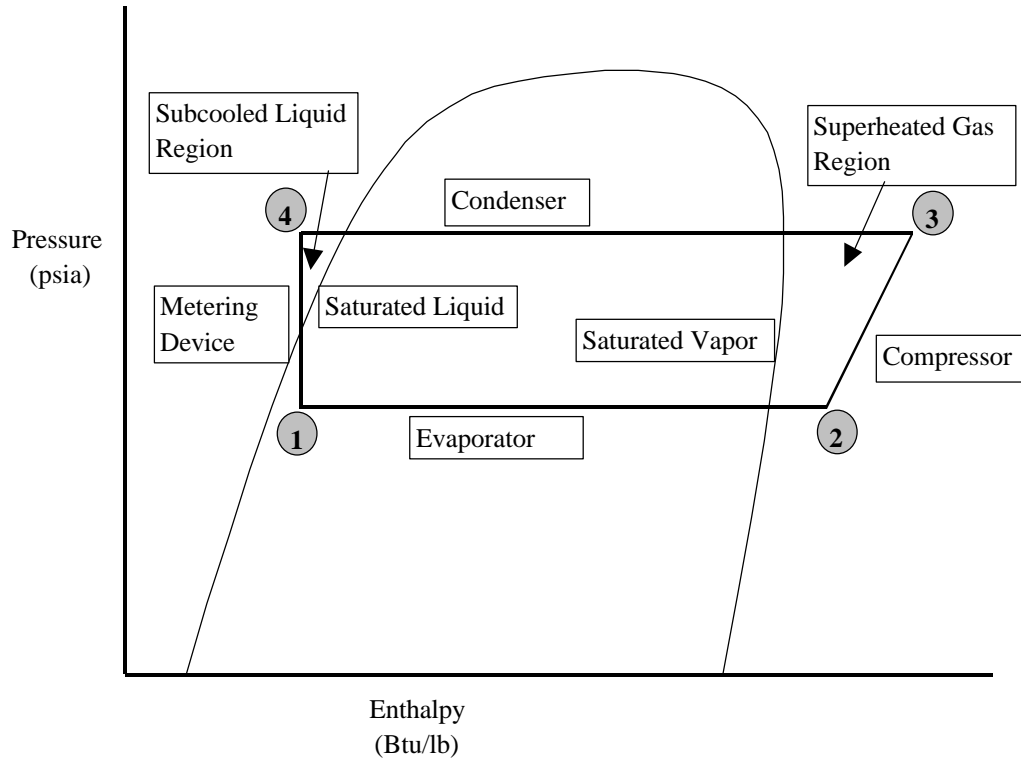 Subcooled Liquid
Region
Superheated Gas
Region
4
Condenser
3
Pressure
(psia)
Metering
Device
Saturated Liquid
Saturated Vapor
Compressor
1
Evaporator
2
Enthalpy
(Btu/lb)